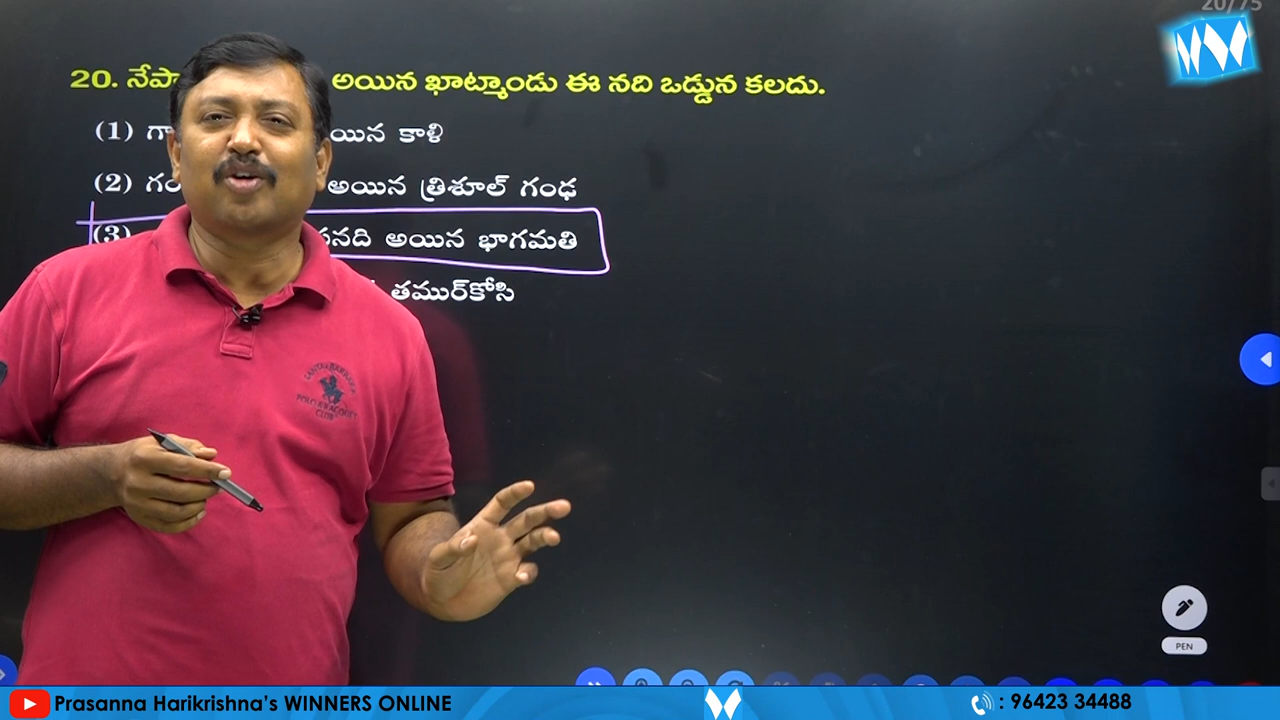 20/75
20. అయిన ఖాట్మాండు ఈ నది ఒడ్డున కలదు.
(1) కాళి
(2) అయిన త్రిశూల్ గంఢ
(3) అయిన భాగమతి
తముర్‌కోసి
PEN
Prasanna Harikrishna's WINNERS ONLINE
: 96423 34488